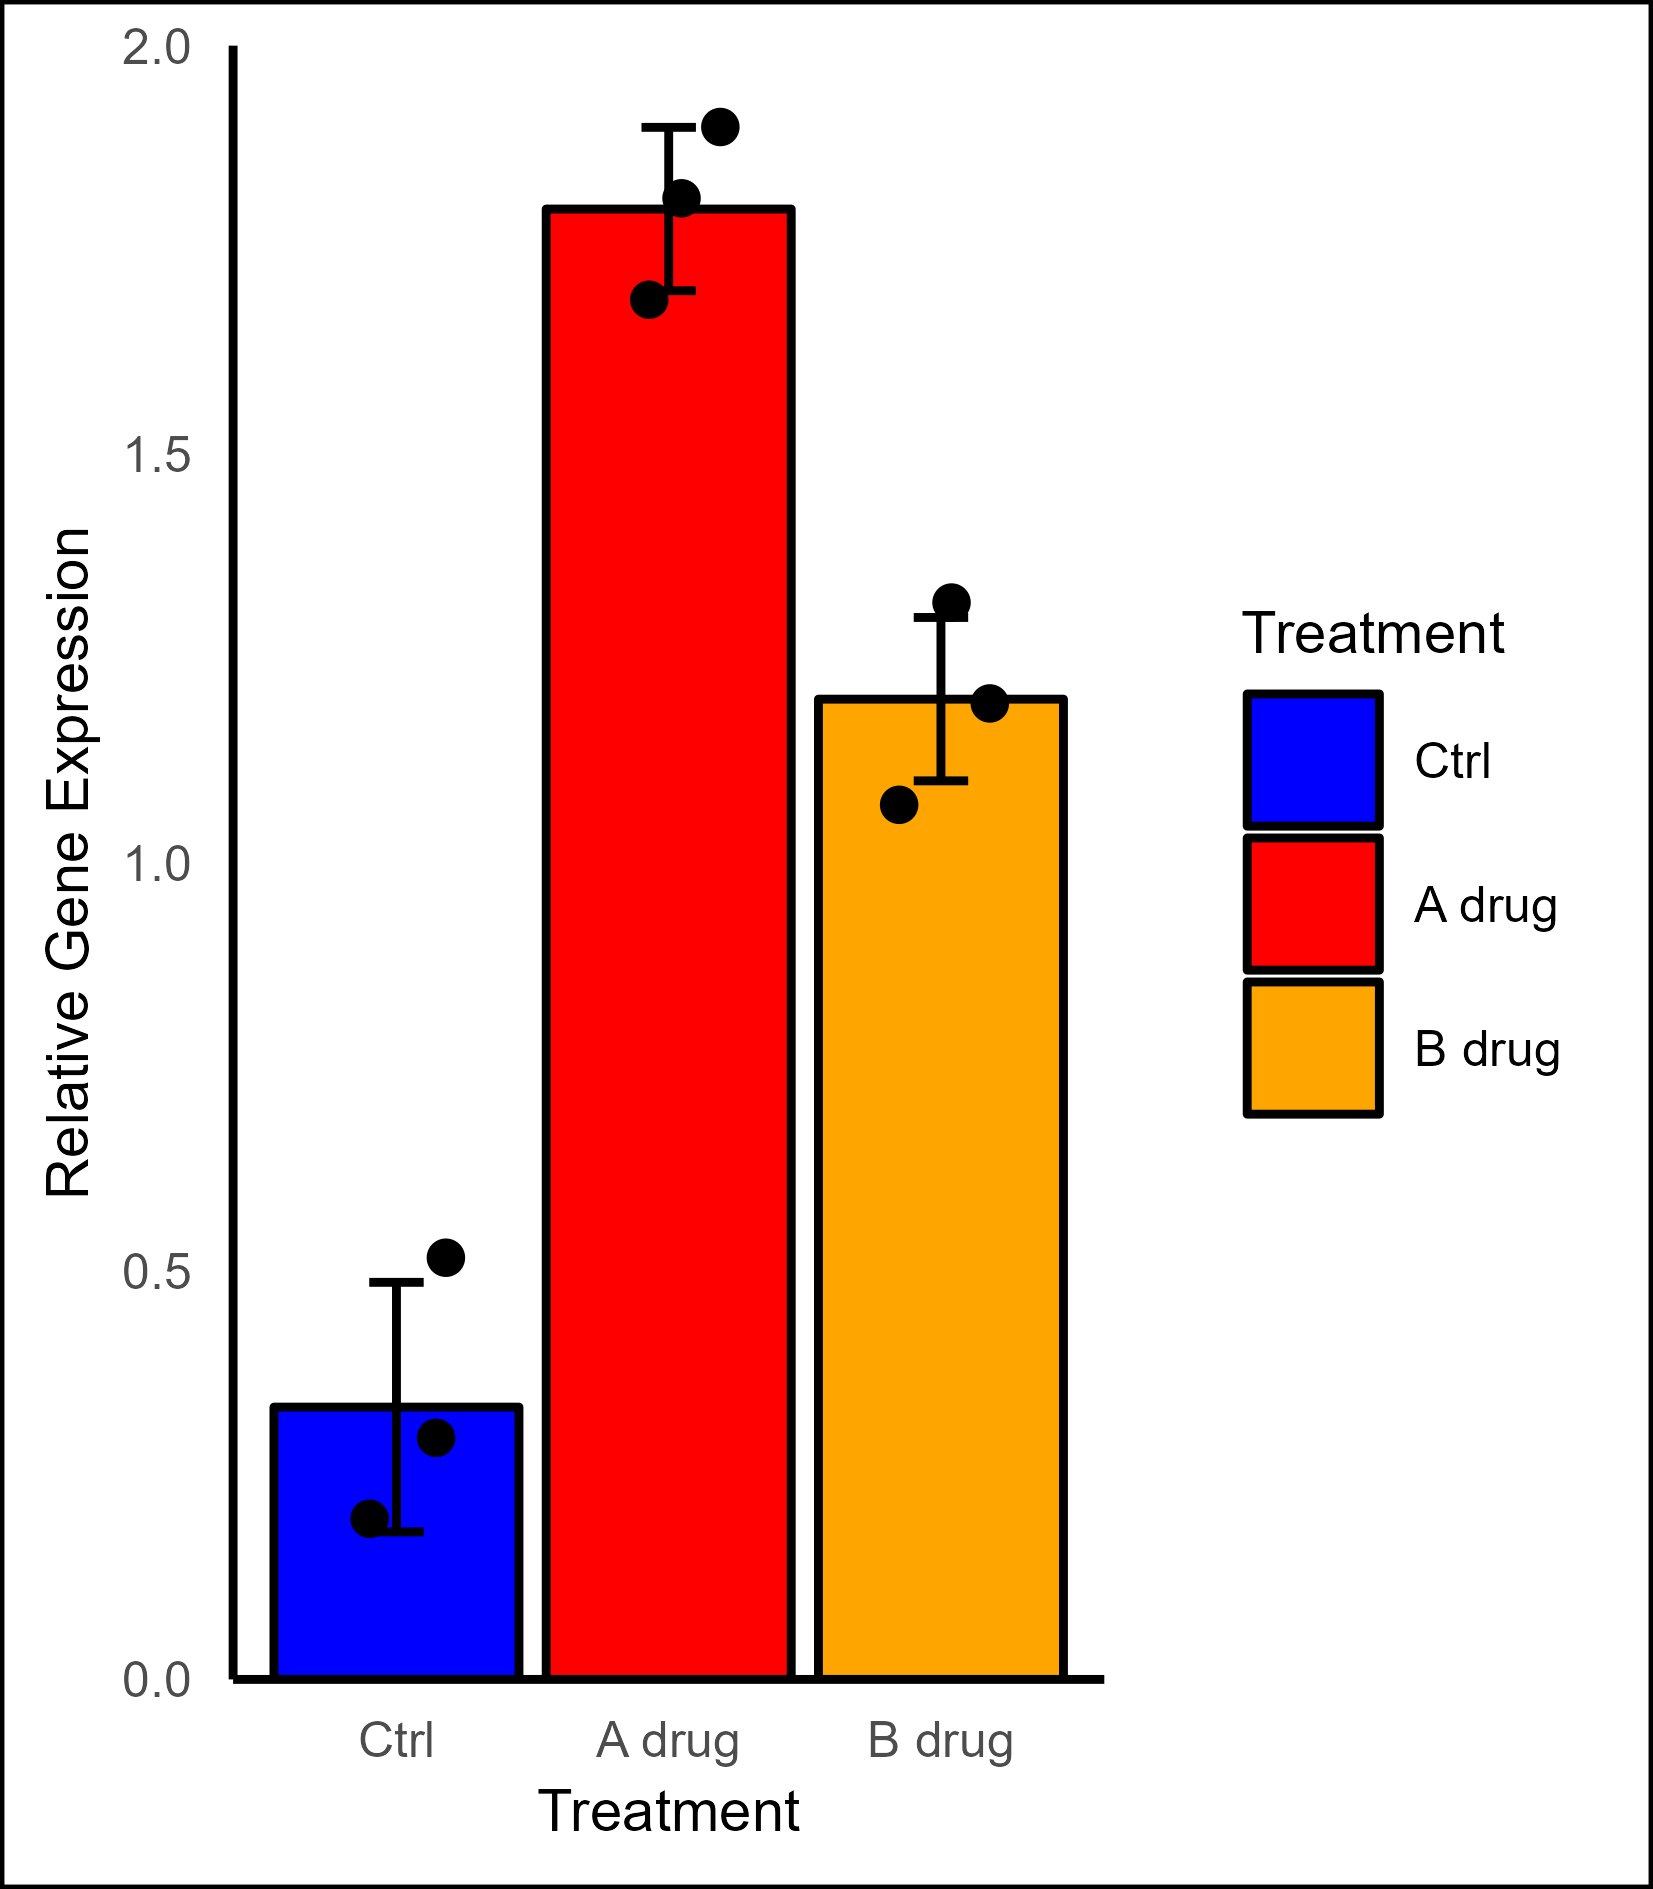 2.0
1.5
1.0
0.5
0.0
Relative Gene Expression
Ctrl
A drug
B drug
Treatment
Treatment
Ctrl
A drug
B drug